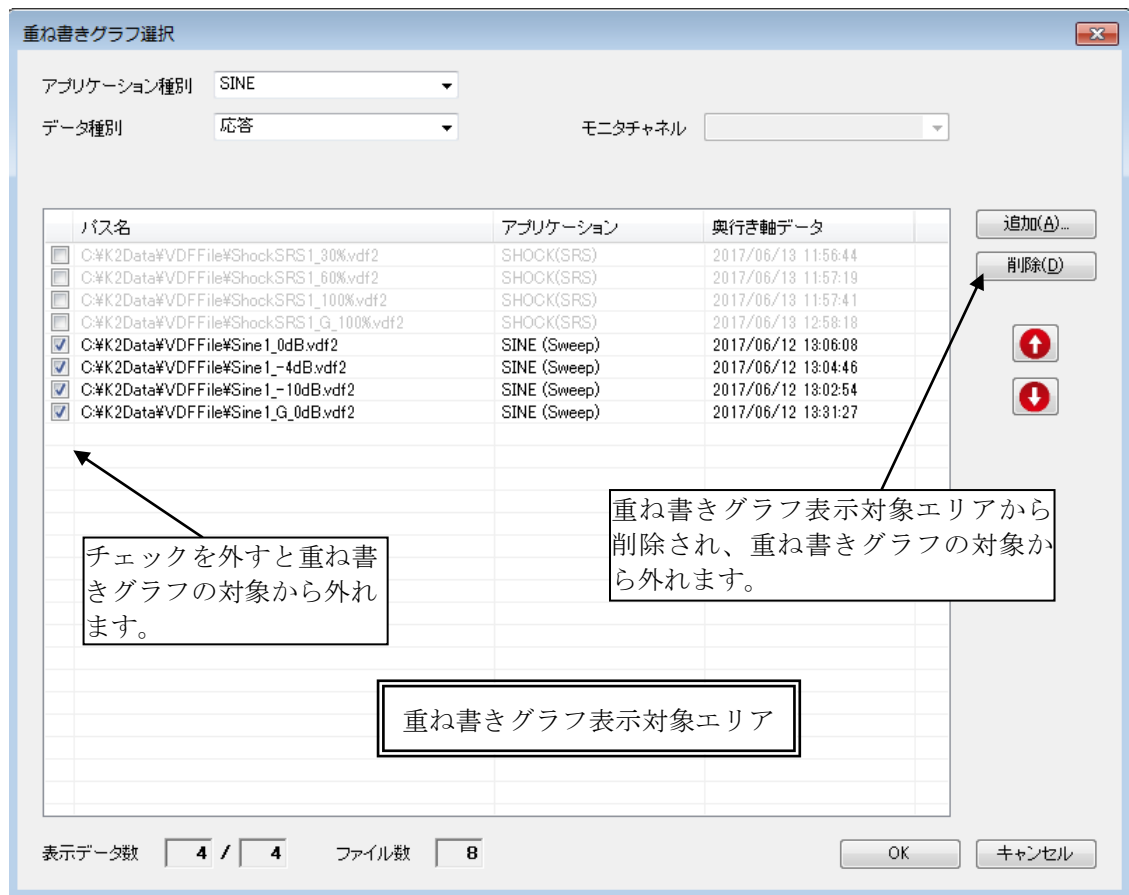 重ね書きグラフ選択
アプリケーション種別 SINE
データ種別 応答 モニタチャネル
パス名 アプリケーション 奥行き軸データ
追加(A)...
削除(D)
C:¥K2Data¥VDFFile¥ShockSRS1_30%.vdf2 SHOCK(SRS) 2017/06/13 11:56:44
C:¥K2Data¥VDFFile¥ShockSRS1_60%.vdf2 SHOCK(SRS) 2017/06/13 11:57:19
C:¥K2Data¥VDFFile¥ShockSRS1_100%.vdf2 SHOCK(SRS) 2017/06/13 11:57:41
C:¥K2Data¥VDFFile¥ShockSRS1_G_100%.vdf2 SHOCK(SRS) 2017/06/13 12:58:18
C:¥K2Data¥VDFFile¥Sine1_0dB.vdf2 SINE (Sweep) 2017/06/12 13:06:08
C:¥K2Data¥VDFFile¥Sine1_-4dB.vdf2 SINE (Sweep) 2017/06/12 13:04:46
C:¥K2Data¥VDFFile¥Sine1_-10dB.vdf2 SINE (Sweep) 2017/06/12 13:02:54
C:¥K2Data¥VDFFile¥Sine1_G_0dB.vdf2 SINE (Sweep) 2017/06/12 13:31:27
チェックを外すと重ね書
きグラフの対象から外れ
ます。
重ね書きグラフ表示対象エリアから
削除され、重ね書きグラフの対象か
ら外れます。
重ね書きグラフ表示対象エリア
表示データ数 4 / 4 ファイル数 8 OK キャンセル